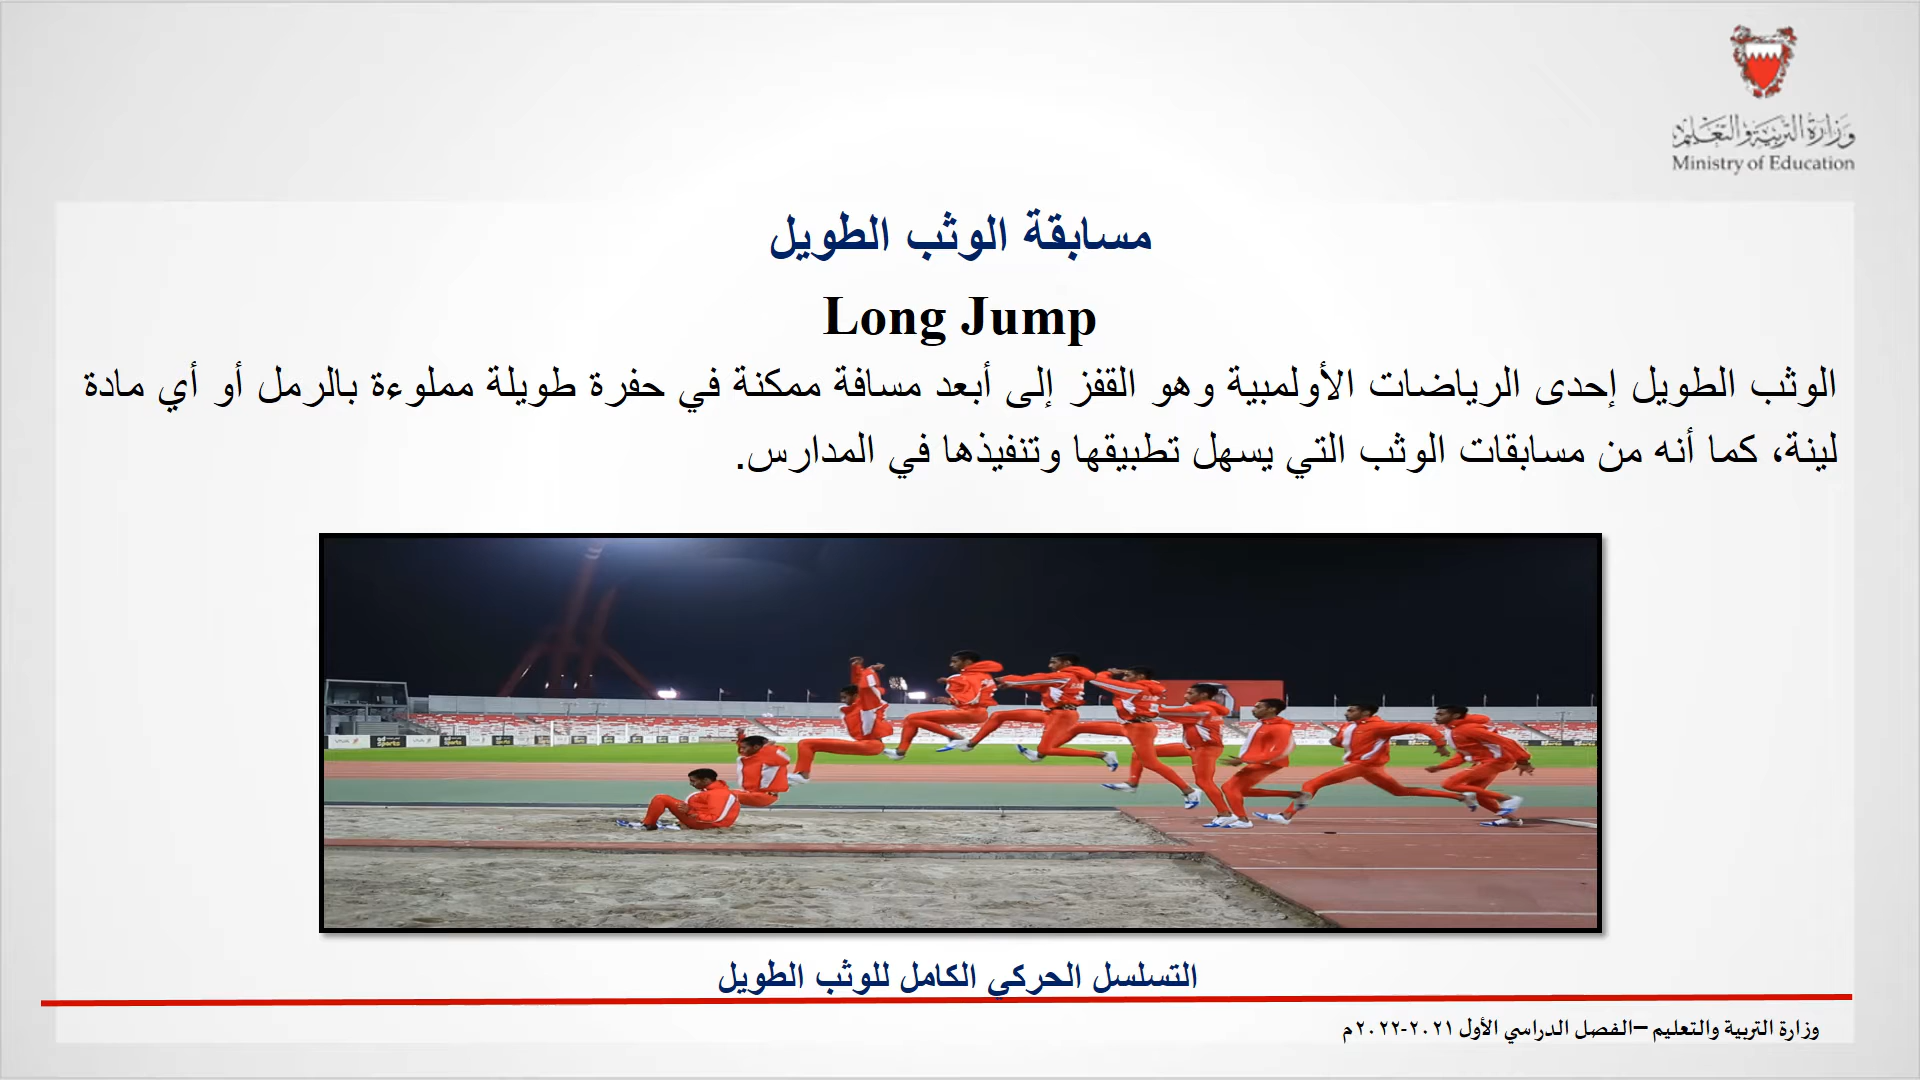 وزارة التربية والتعليم
Ministry of Education
مسابقة الوثب الطويل
Long Jump
الوثب الطويل إحدى الرياضات الأولمبية وهو القفز إلى أبعد مسافة ممكنة في حفرة طويلة مملوءة بالرمل أو أي مادة
لينة، كما أنه من مسابقات الوثب التي يسهل تطبيقها وتنفيذها في المدارس.
التسلسل الحركي الكامل للوثب الطويل
وزارة التربية والتعليم –الفصل الدراسي الأول ٢٠٢١-٢٠٢٢م